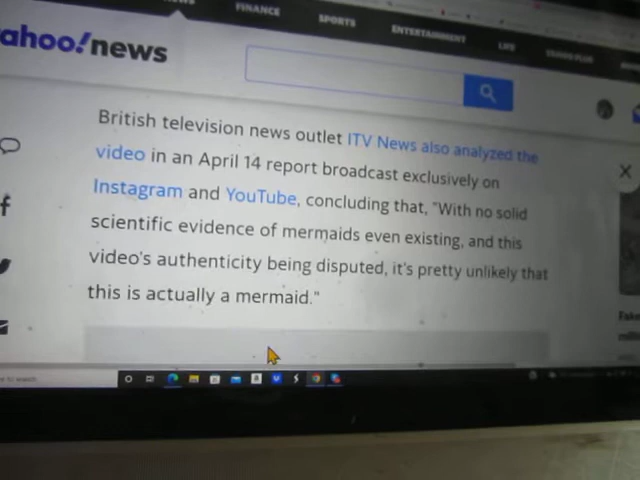 FINANCE SPORTS ENTERTAINMENT LIFE
ahoo!news
British television news outlet ITV News also analyzed the
video in an April 14 report broadcast exclusively on
Instagram and YouTube, concluding that, "With no solid
scientific evidence of mermaids even existing, and this
video's authenticity being disputed, it's pretty unlikely that
this is actually a mermaid."
Fake